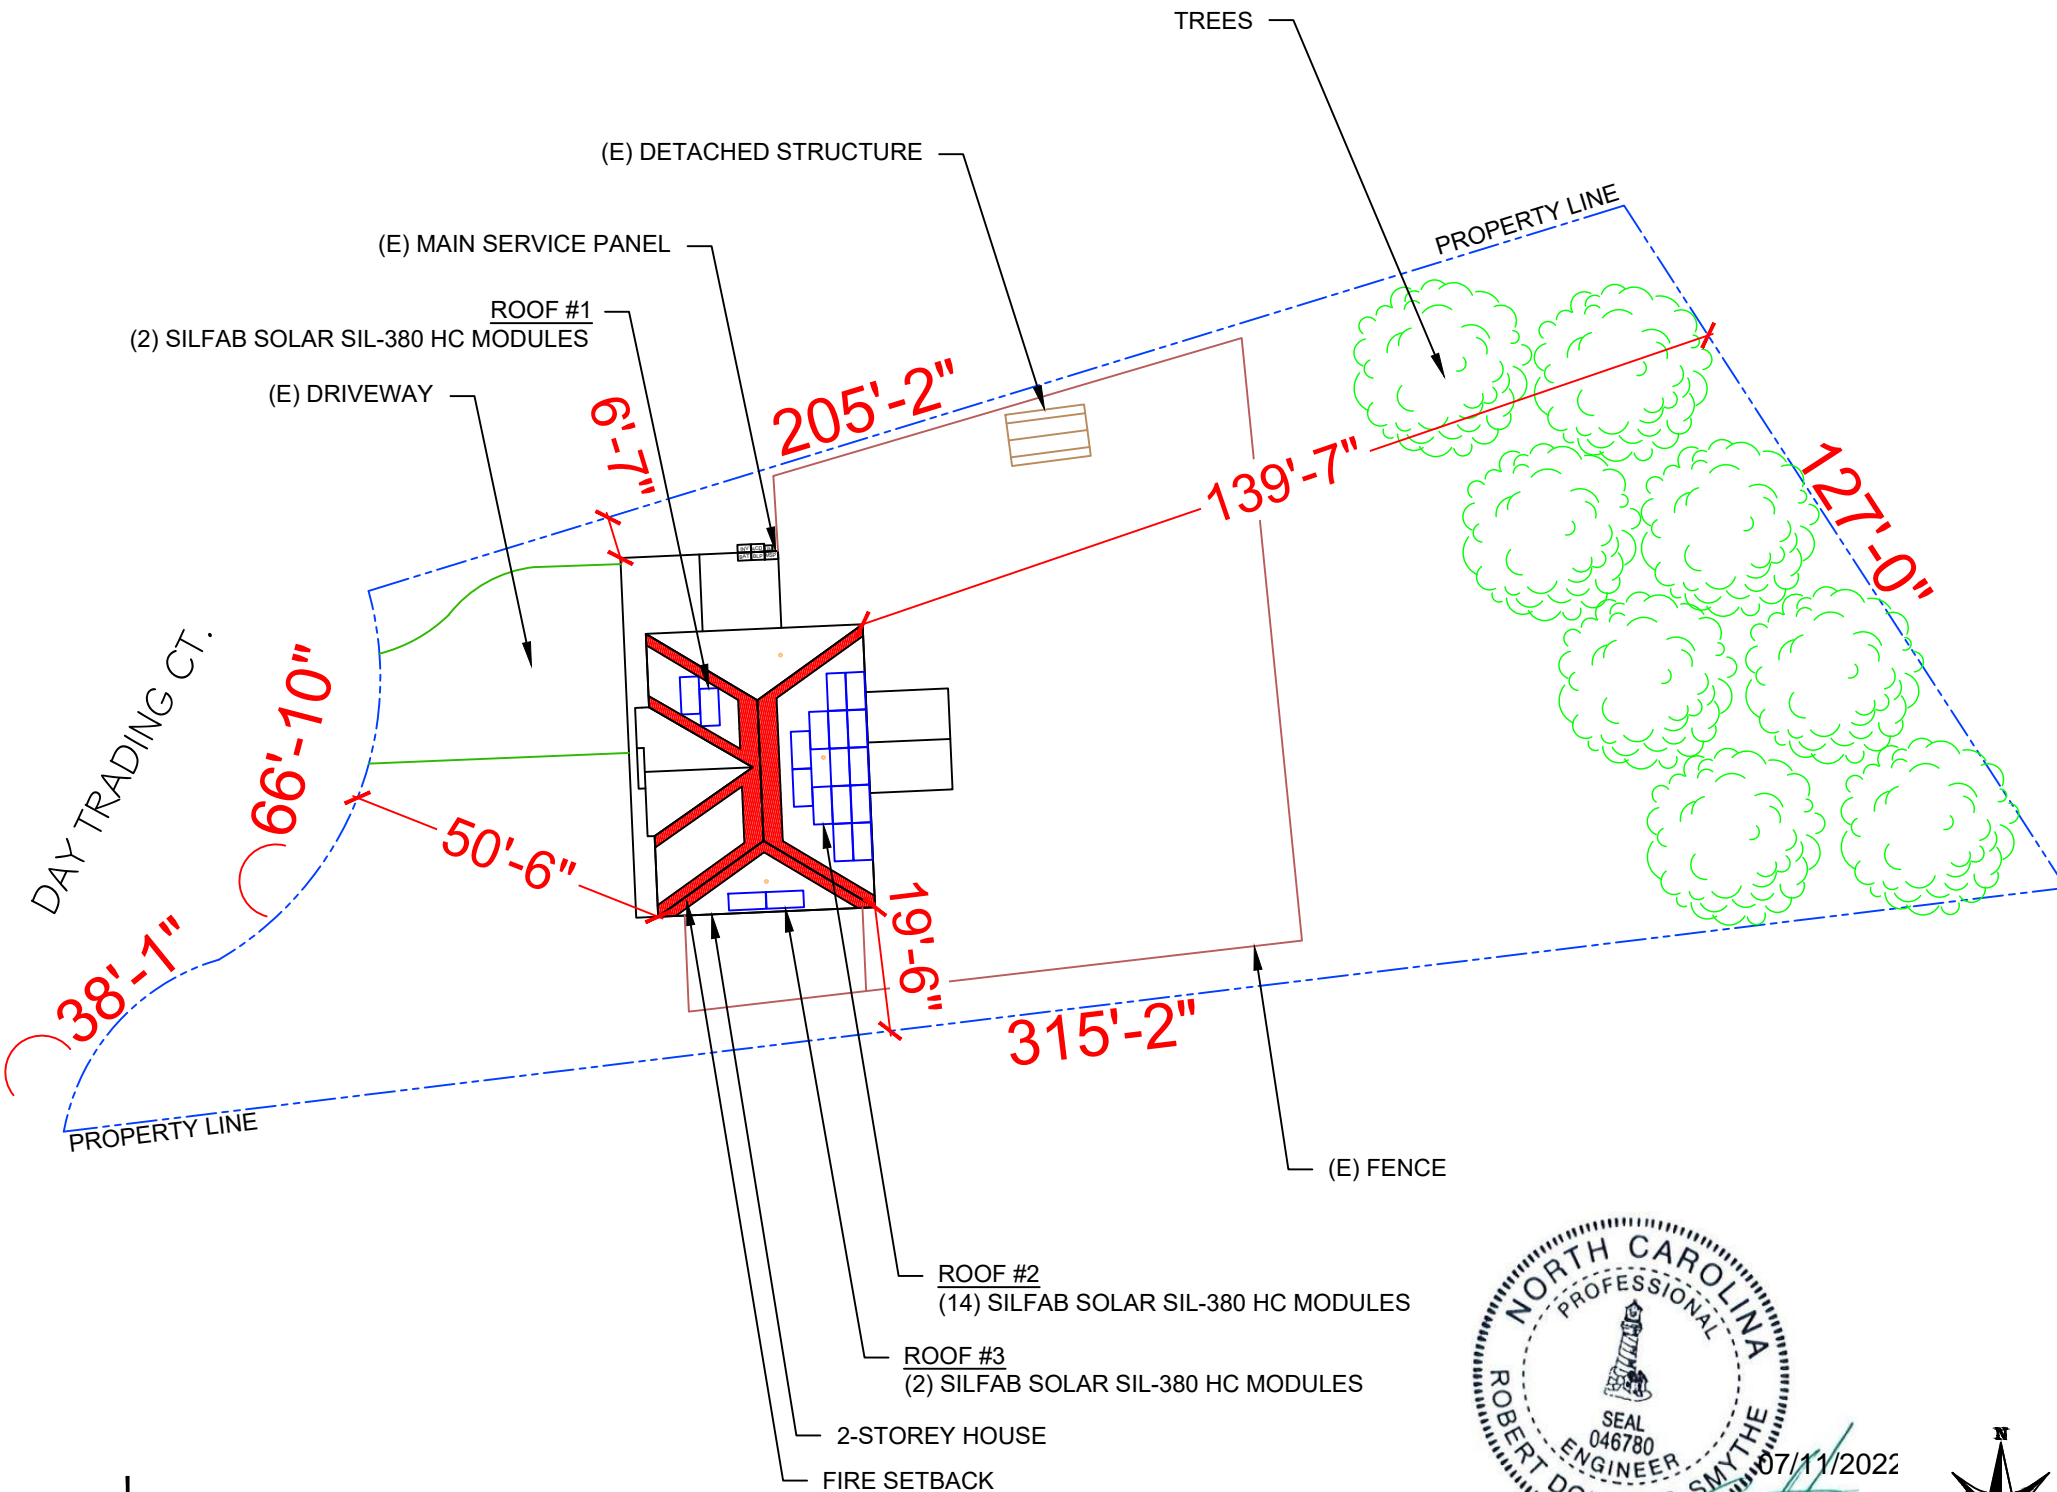 TREES
(E) DETACHED STRUCTURE
PROPERTY LINE
(E) MAIN SERVICE PANEL
ROOF #1
(2) SILFAB SOLAR SIL-380 HC MODULES
(E) DRIVEWAY
6'-7"
205'-2"
139'-7"
127'-0"
DAY TRADING CT.
66'-10"
50'-6"
19'-6"
38'-1"
315'-2"
PROPERTY LINE
(E) FENCE
ROOF #2
(14) SILFAB SOLAR SIL-380 HC MODULES
ROOF #3
(2) SILFAB SOLAR SIL-380 HC MODULES
2-STOREY HOUSE
FIRE SETBACK
NORTH CAROLINA
PROFESSIONAL
SEAL
046780
ENGINEER
ROBERT
SMYTHE
07/11/2022
N